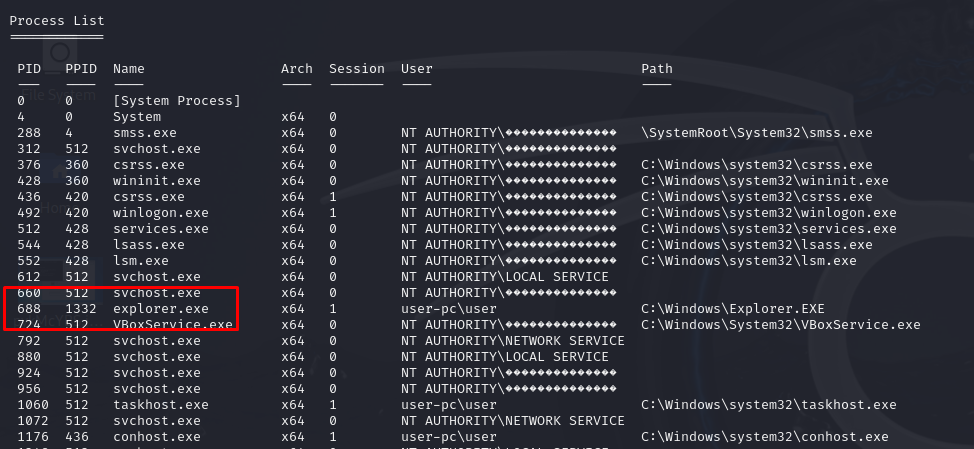 Process List
============
PID PPID Name Arch Session User Path
--- ---- ---- ---- ------- ---- ----
0 0 [System Process]
4 0 System x64 0
288 4 smss.exe x64 0 NT AUTHORITY\����������������� \SystemRoot\System32\smss.exe
312 512 svchost.exe x64 0 NT AUTHORITY\�����������������
376 360 csrss.exe x64 0 NT AUTHORITY\����������������� C:\Windows\system32\csrss.exe
428 360 wininit.exe x64 0 NT AUTHORITY\����������������� C:\Windows\system32\wininit.exe
436 420 csrss.exe x64 1 NT AUTHORITY\����������������� C:\Windows\system32\csrss.exe
492 420 winlogon.exe x64 1 NT AUTHORITY\����������������� C:\Windows\system32\winlogon.exe
512 428 services.exe x64 0 NT AUTHORITY\����������������� C:\Windows\system32\services.exe
544 428 lsass.exe x64 0 NT AUTHORITY\����������������� C:\Windows\system32\lsass.exe
552 428 lsm.exe x64 0 NT AUTHORITY\����������������� C:\Windows\system32\lsm.exe
612 512 svchost.exe x64 0 NT AUTHORITY\LOCAL SERVICE
660 512 svchost.exe x64 0 NT AUTHORITY\�����������������
688 1332 explorer.exe x64 1 user-pc\user C:\Windows\Explorer.EXE
724 512 VBoxService.exe x64 0 NT AUTHORITY\����������������� C:\Windows\System32\VBoxService.exe
792 512 svchost.exe x64 0 NT AUTHORITY\NETWORK SERVICE
880 512 svchost.exe x64 0 NT AUTHORITY\LOCAL SERVICE
924 512 svchost.exe x64 0 NT AUTHORITY\�����������������
956 512 svchost.exe x64 0 NT AUTHORITY\�����������������
1060 512 taskhost.exe x64 1 user-pc\user C:\Windows\system32\taskhost.exe
1072 512 svchost.exe x64 0 NT AUTHORITY\NETWORK SERVICE
1176 436 conhost.exe x64 1 user-pc\user C:\Windows\system32\conhost.exe